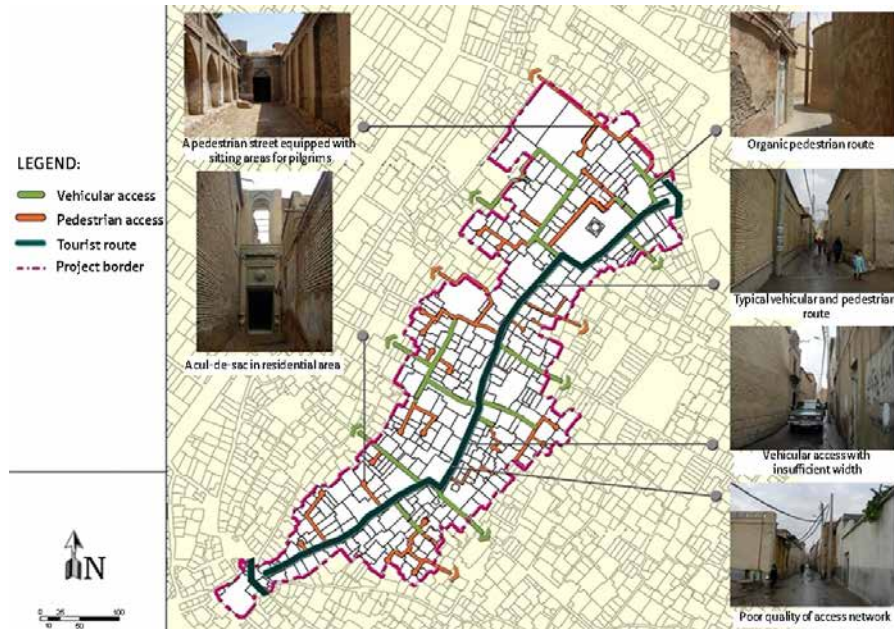 Apedestrian street equipped with
sitting areas for pilgrims
Organic pedestrian route
LEGEND:
Vehicular access
Pedestrian access
Tourist route
Project border
Typical vehicular and pedestrian
route
Acul-de-sac in residential area
Vehicular access with
insufficient width
Poor quality of access network
N
0 25 50 100
10